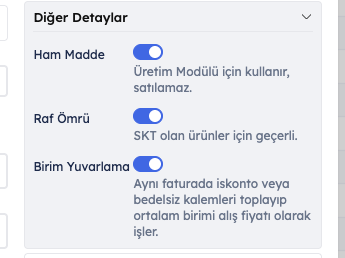 Diğer Detaylar
Ham Madde
Üretim Modülü için kullanır,
satılamaz.
Raf Ömrü
SKT olan ürünler için geçerli.
Birim Yuvarlama
Aynı faturada iskonto veya
bedelsiz kalemleri toplayıp
ortalam birimi alış fiyatı olarak
işler.